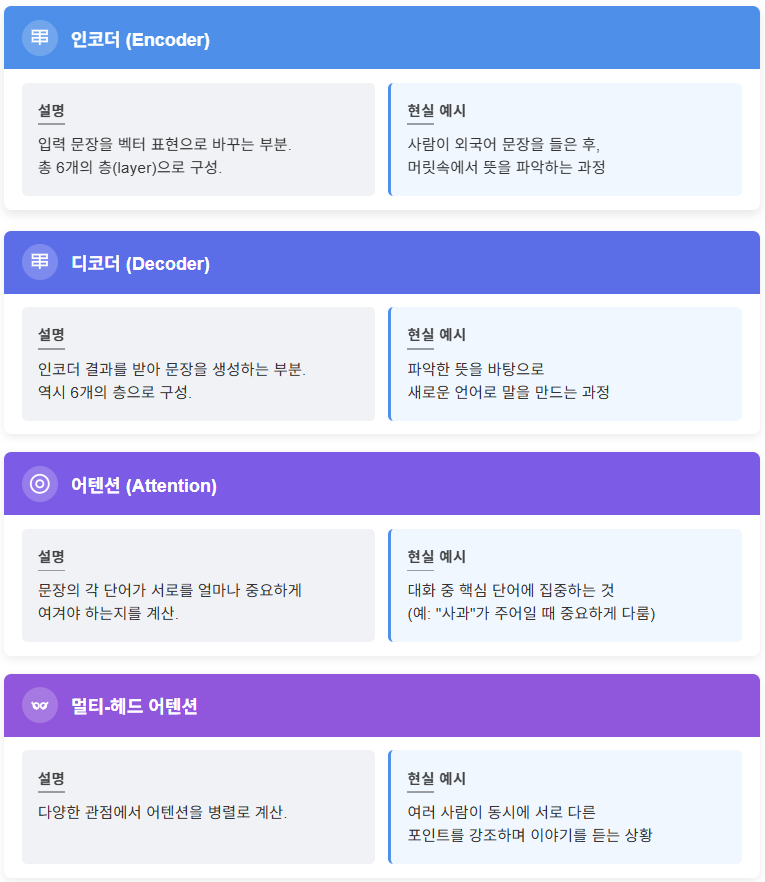 인코더 (Encoder)
설명
입력 문장을 벡터 표현으로 바꾸는 부분.
총 6개의 층(layer)으로 구성.
현실 예시
사람이 외국어 문장을 들은 후,
머릿속에서 뜻을 파악하는 과정
디코더 (Decoder)
설명
인코더 결과를 받아 문장을 생성하는 부분.
역시 6개의 층으로 구성.
현실 예시
파악한 뜻을 바탕으로
새로운 언어로 말을 만드는 과정
어텐션 (Attention)
설명
문장의 각 단어가 서로를 얼마나 중요하게
여겨야 하는지를 계산.
현실 예시
대화 중 핵심 단어에 집중하는 것
(예: "사과"가 주어일 때 중요하게 다룸)
멀티-헤드 어텐션
설명
다양한 관점에서 어텐션을 병렬로 계산.
현실 예시
여러 사람이 동시에 서로 다른
포인트를 강조하며 이야기를 듣는 상황